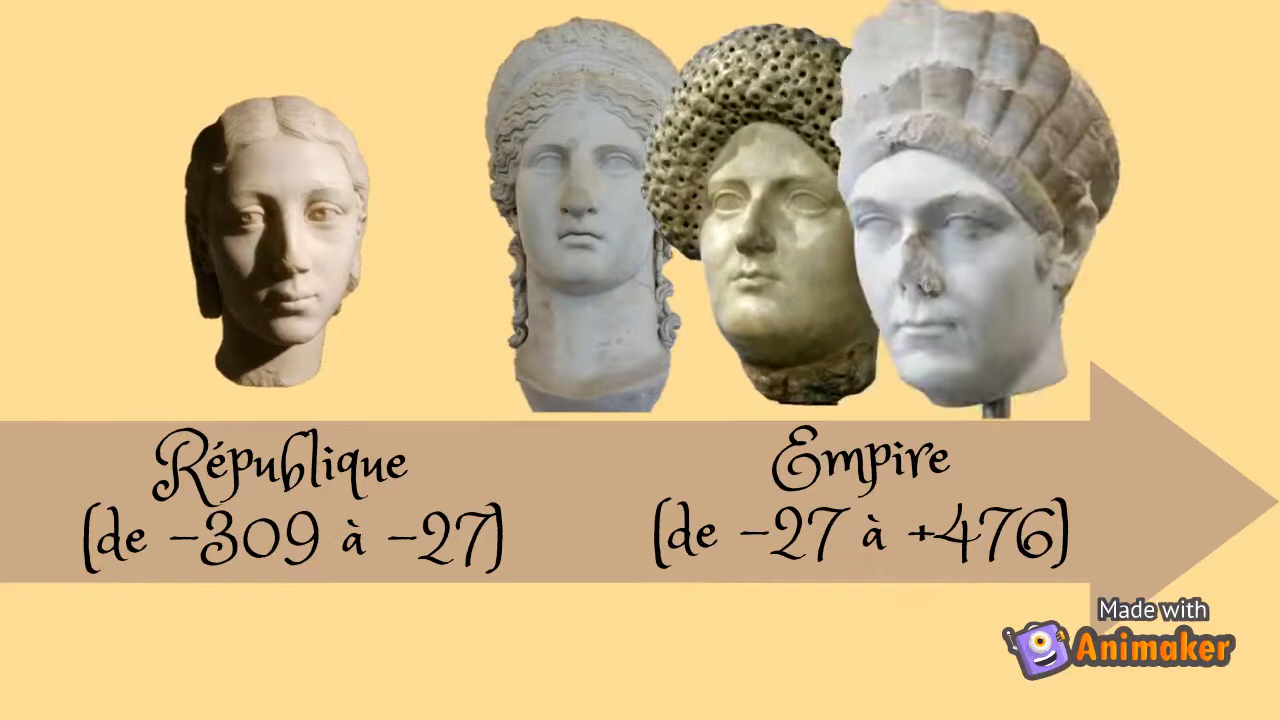 République
(de -309 à -27)
Empire
(de -27 à +476)
Made with
Animaker